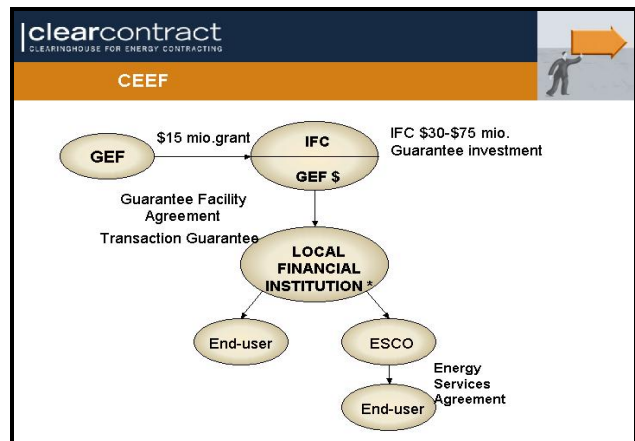 |clearcontract
CLEARINGHOUSE FOR ENERGY CONTRACTING
CEEF
GEF
$15 mio.grant
IFC
GEF $
IFC $30-$75 mio.
Guarantee investment
Guarantee Facility
Agreement
Transaction Guarantee
LOCAL
FINANCIAL
INSTITUTION *
End-user
ESCO
Energy
Services
Agreement
End-user